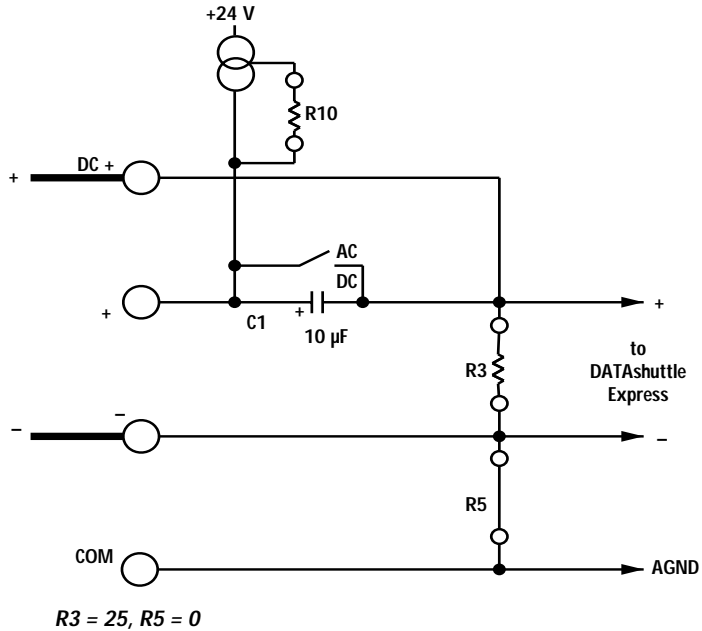 +24 V
R10
DC +
+
AC
DC
+
C1
+
10 µF
+
R3
to
DATAshuttle
Express
–
–
–
R5
COM
AGND
R3 = 25, R5 = 0